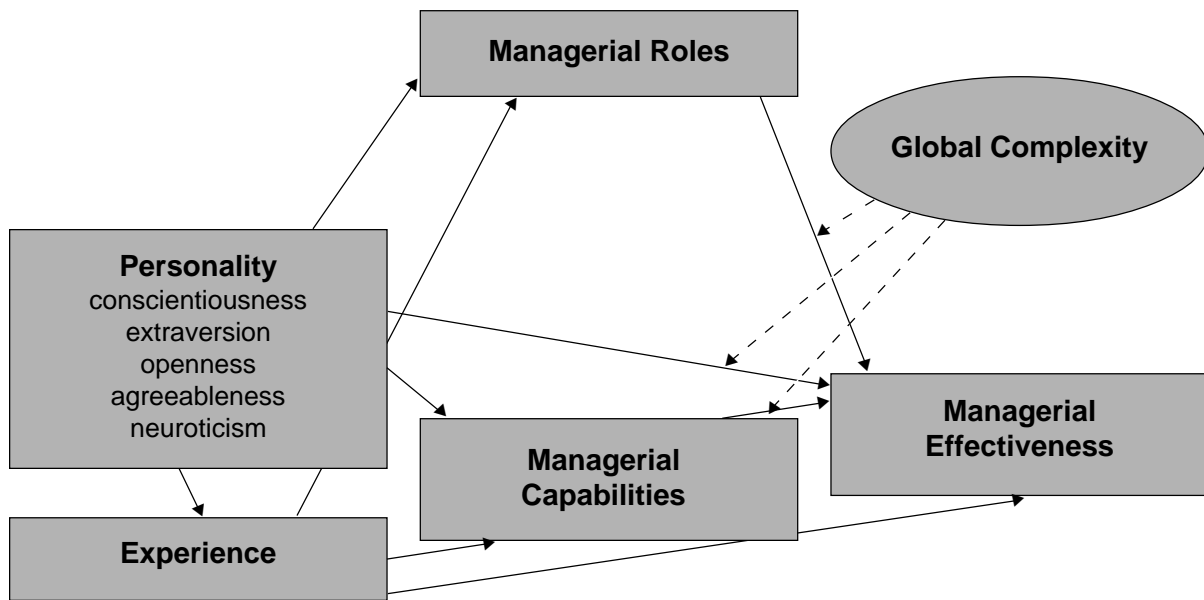 Managerial Roles
Global Complexity
Personality
conscientiousness
extraversion
openness
agreeableness
neuroticism
Managerial
Effectiveness
Managerial
Capabilities
Experience